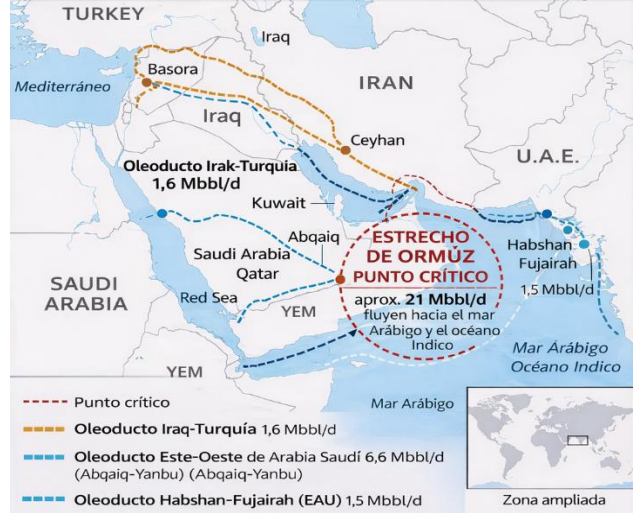 TURKEY
Iraq
Basora
Mediterráneo
IRAN
Iraq
Ceyhan
U.A.E.
Oleoducto Irak-Turquía
1,6 Mbbl/d
Kuwait
Abqaiq
ESTRECHO
DE ORMÚZ
PUNTO CRÍTICO
aprox. 21 Mbbl/d
fluyen hacia el mar
Arábigo y el océano
Indico
Habshan
Fujairah
1,5 Mbbl/d
Saudi Arabia
Qatar
SAUDI
ARABIA
Red Sea
YEM
YEM
Mar Arábigo
Mar Árábigo
Océano Indico
Punto crítico
Oleoducto Iraq-Turquía 1,6 Mbbl/d
Oleoducto Este-Oeste de Arabia Saudí 6,6 Mbbl/d
(Abqaiq-Yanbu) (Abqaiq-Yanbu)
Oleoducto Habshan-Fujairah (EAU) 1,5 Mbbl/d
Zona ampliada